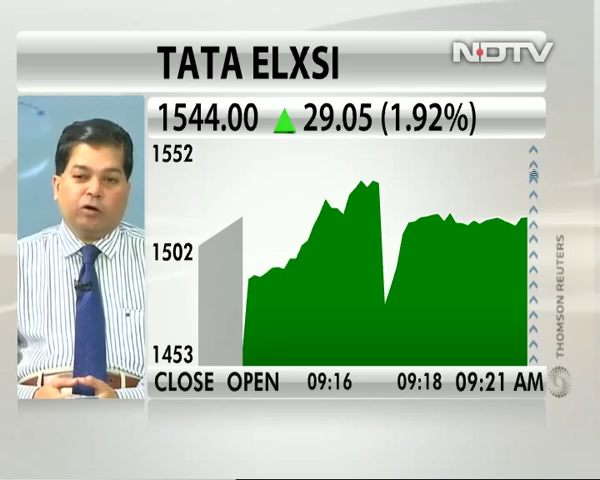 TATA ELXSI
NDTV
1544.00 ▲ 29.05 (1.92%)
1552
1502
1453
CLOSE OPEN 09:16 09:18 09:21 AM
THOMSON REUTERS